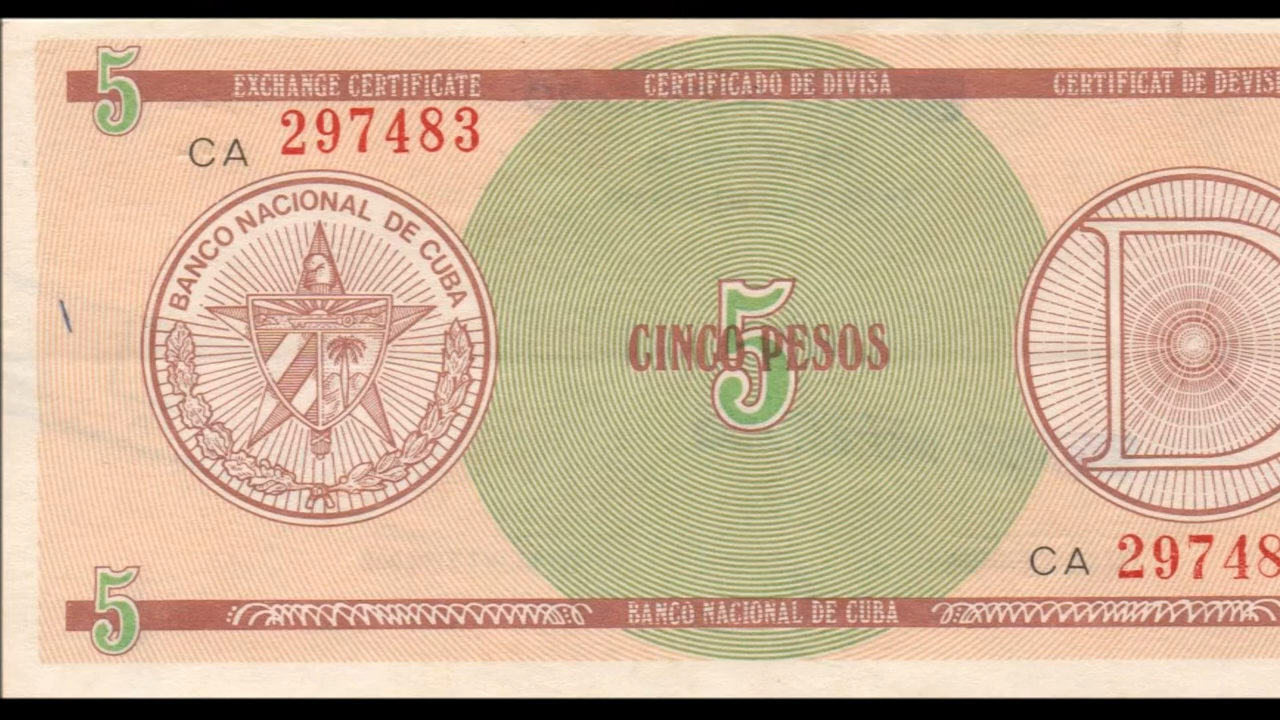 5
EXCHANGE CERTIFICATE
CERTIFICADO DE DIVISA
CERTIFICAT DE DEVISE
CA 297483
BANCO NACIONAL DE CUBA
D
5
CINCO PESOS
CA 29748
5
BANCO NACIONAL DE CUBA